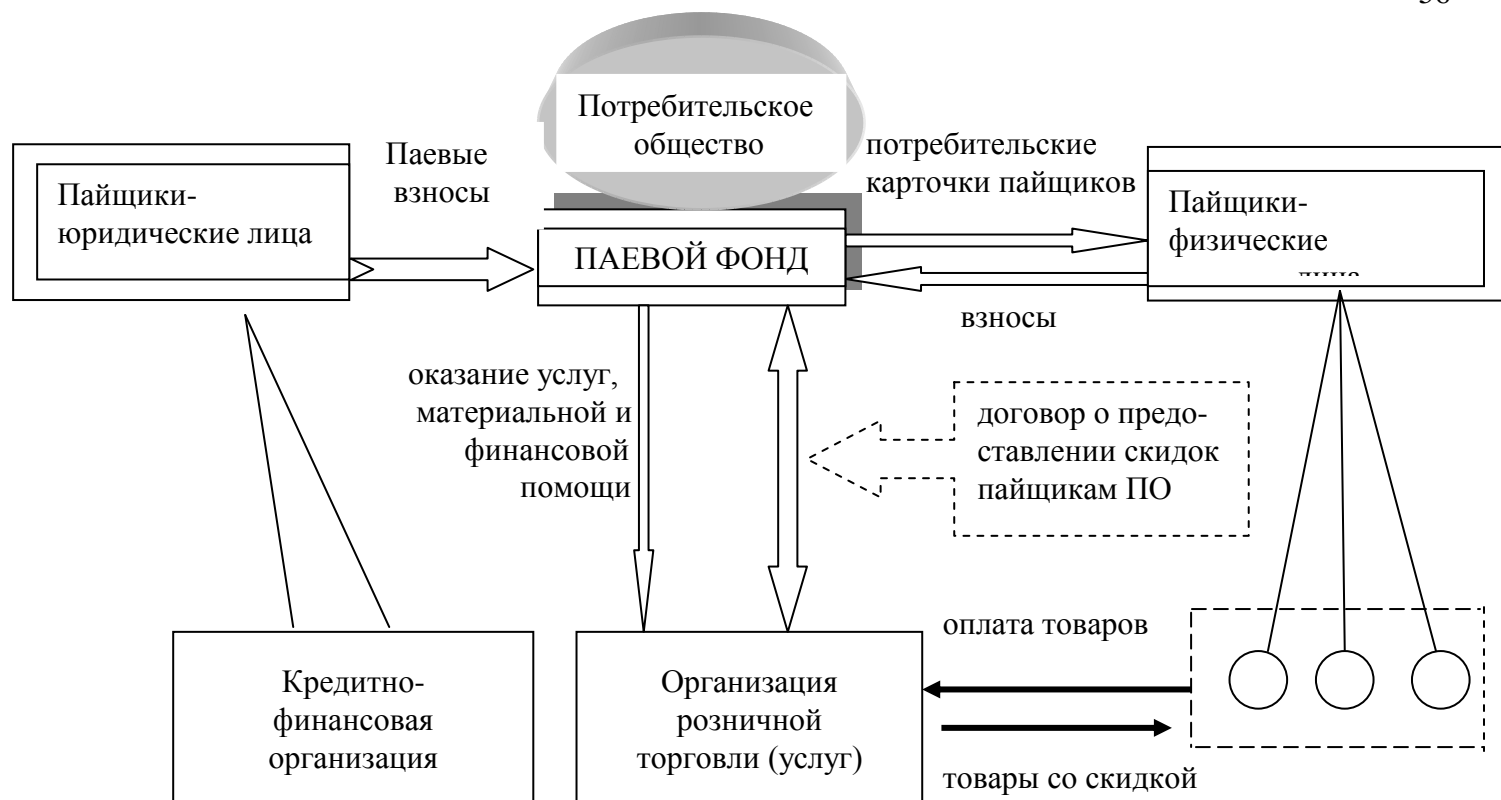 Потребительское
общество
Паевые
взносы
потребительские
карточки пайщиков
Пайщики-
юридические лица
ПАЕВОЙ ФОНД
Пайщики-
физические
лица
взносы
оказание услуг,
материальной и
финансовой
помощи
договор о предо-
ставлении скидок
пайщикам ПО
оплата товаров
Кредитно-
финансовая
организация
Организация
розничной
торговли (услуг)
товары со скидкой